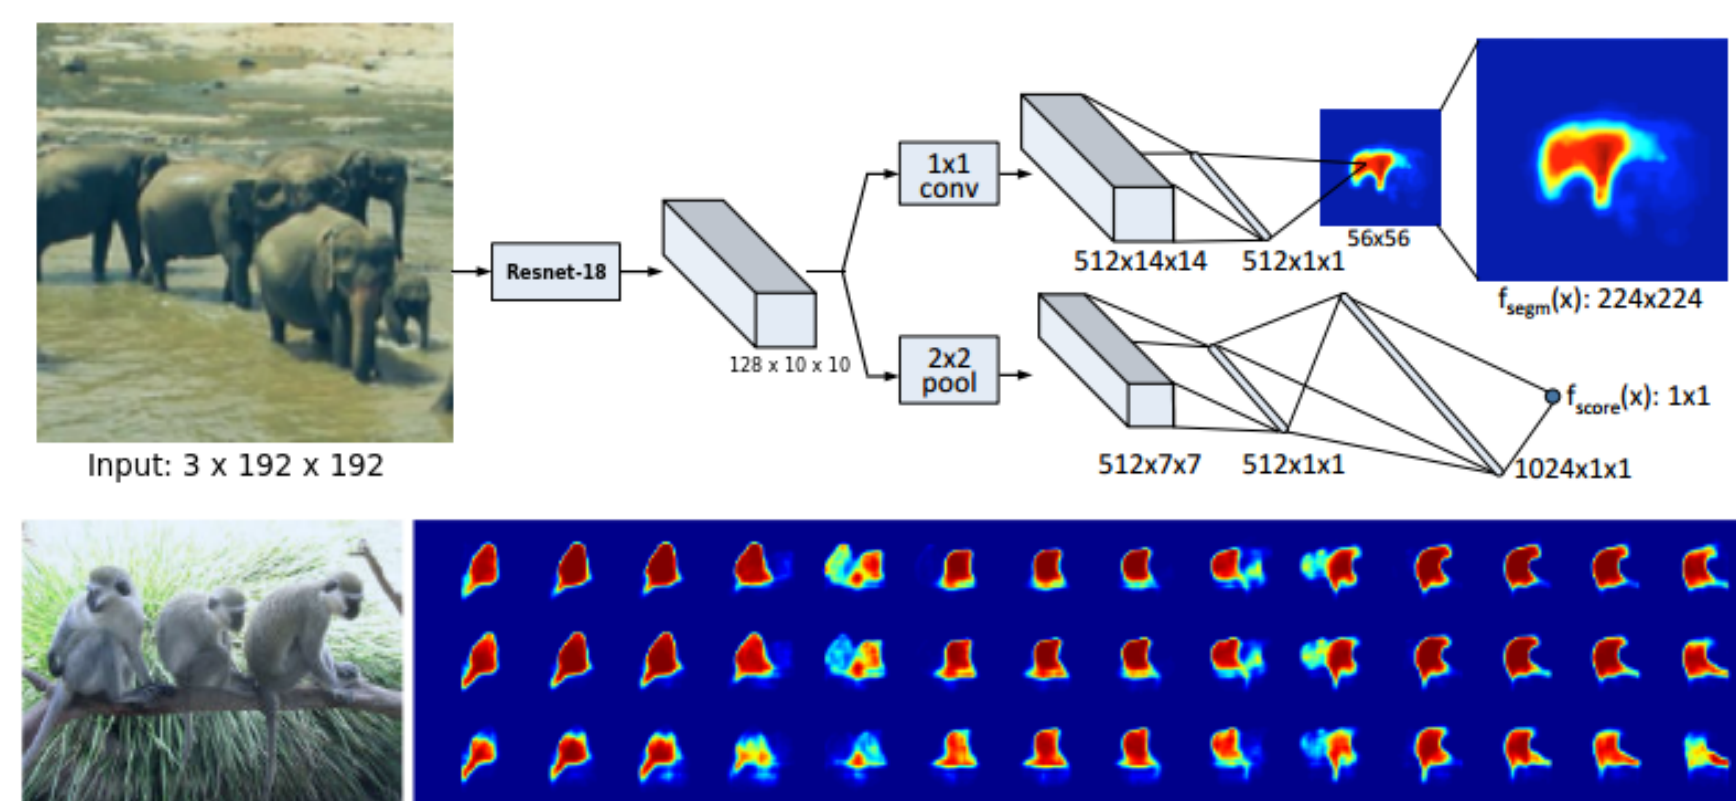 Input: 3 x 192 x 192
Resnet-18
128 x 10 x 10
1x1
conv
512x14x14
512x1x1
56x56
fsegm(x): 224x224
2x2
pool
512x7x7
512x1x1
1024x1x1
fscore(x): 1x1